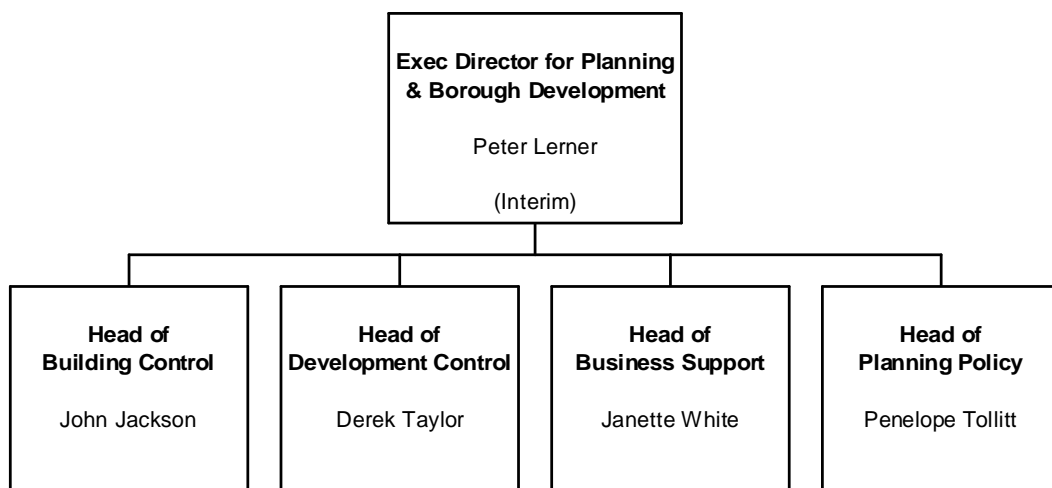 Exec Director for Planning
& Borough Development
Peter Lerner
(Interim)
Head of
Building Control
John Jackson
Head of
Development Control
Derek Taylor
Head of
Business Support
Janette White
Head of
Planning Policy
Penelope Tollitt